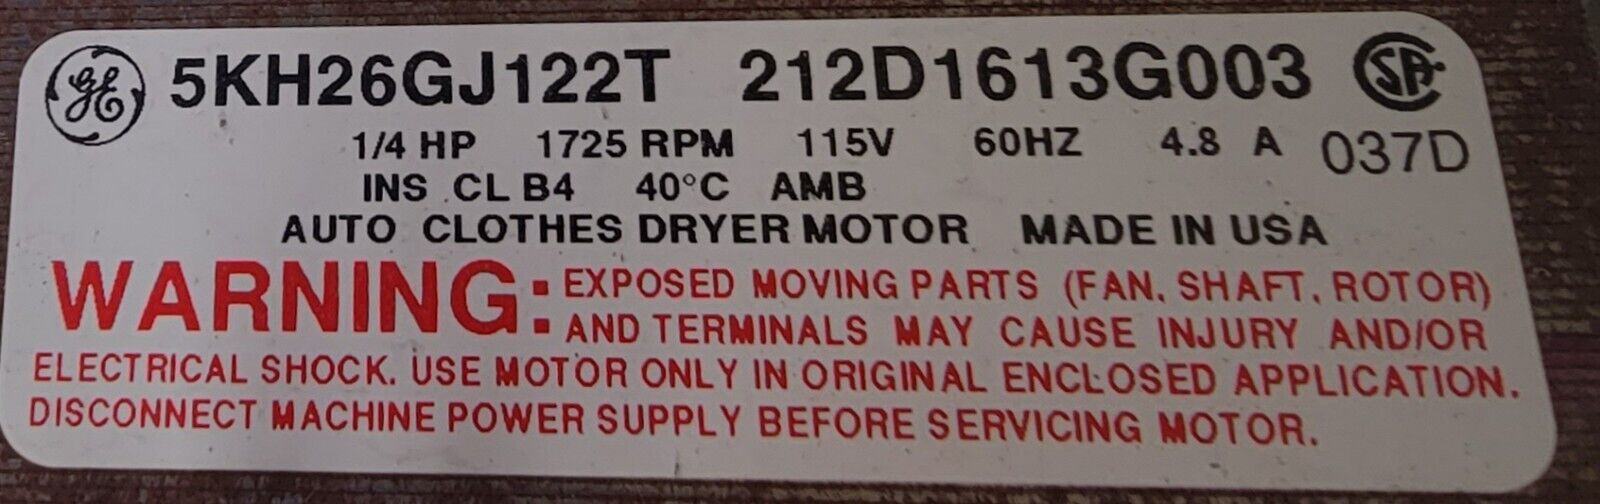 GE 5KH26GJ122T 212D1613G003 CSA
1/4 HP 1725 RPM 115V 60HZ 4.8 A 037D
INS CL B4 40°C AMB
AUTO CLOTHES DRYER MOTOR MADE IN USA
WARNING: EXPOSED MOVING PARTS (FAN, SHAFT, ROTOR)
AND TERMINALS MAY CAUSE INJURY AND/OR
ELECTRICAL SHOCK. USE MOTOR ONLY IN ORIGINAL ENCLOSED APPLICATION.
DISCONNECT MACHINE POWER SUPPLY BEFORE SERVICING MOTOR.